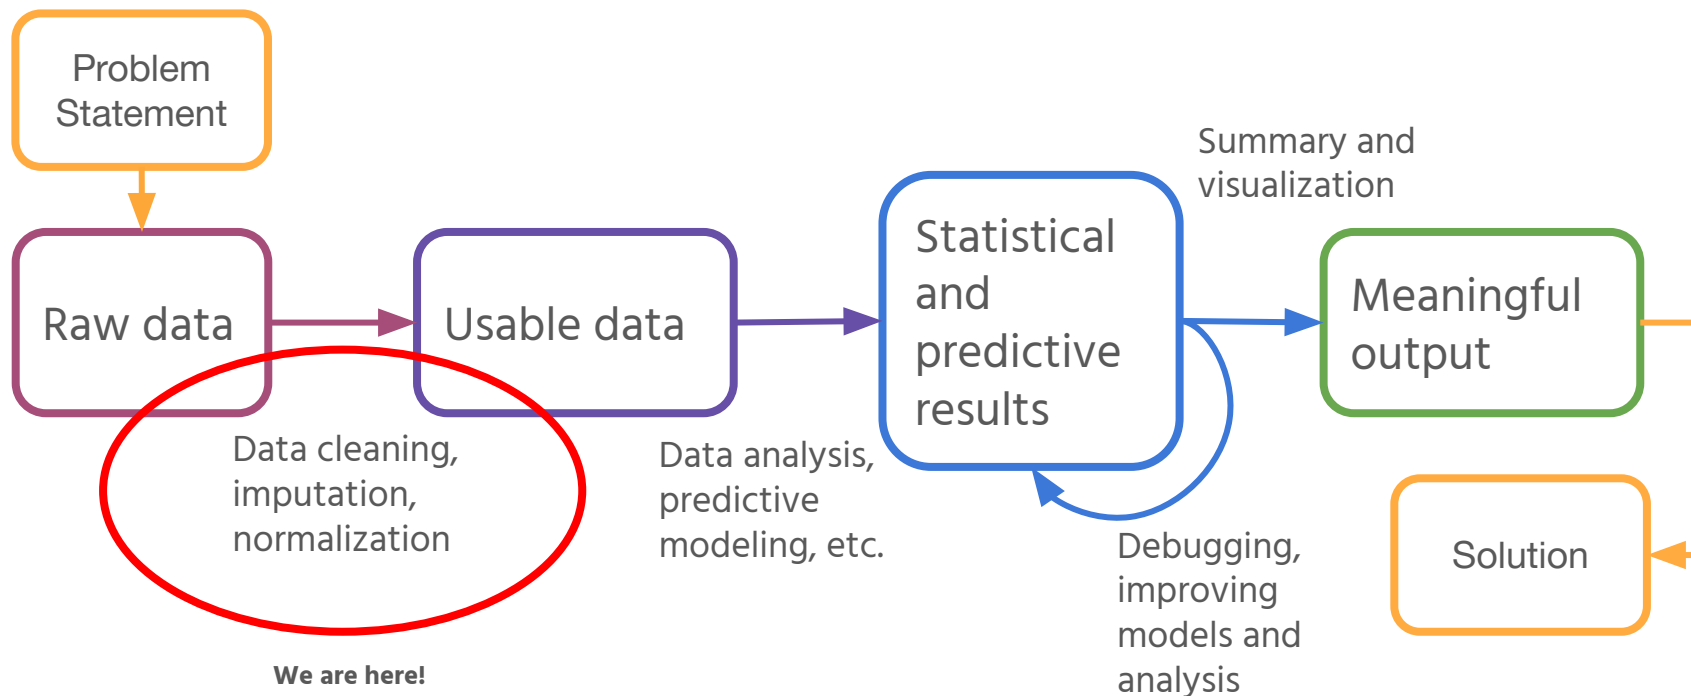 Problem
Statement
Raw data
Data cleaning,
imputation,
normalization
We are here!
Usable data
Data analysis,
predictive
modeling, etc.
Statistical
and
predictive
results
Debugging,
improving
models and
analysis
Summary and
visualization
Meaningful
output
Solution